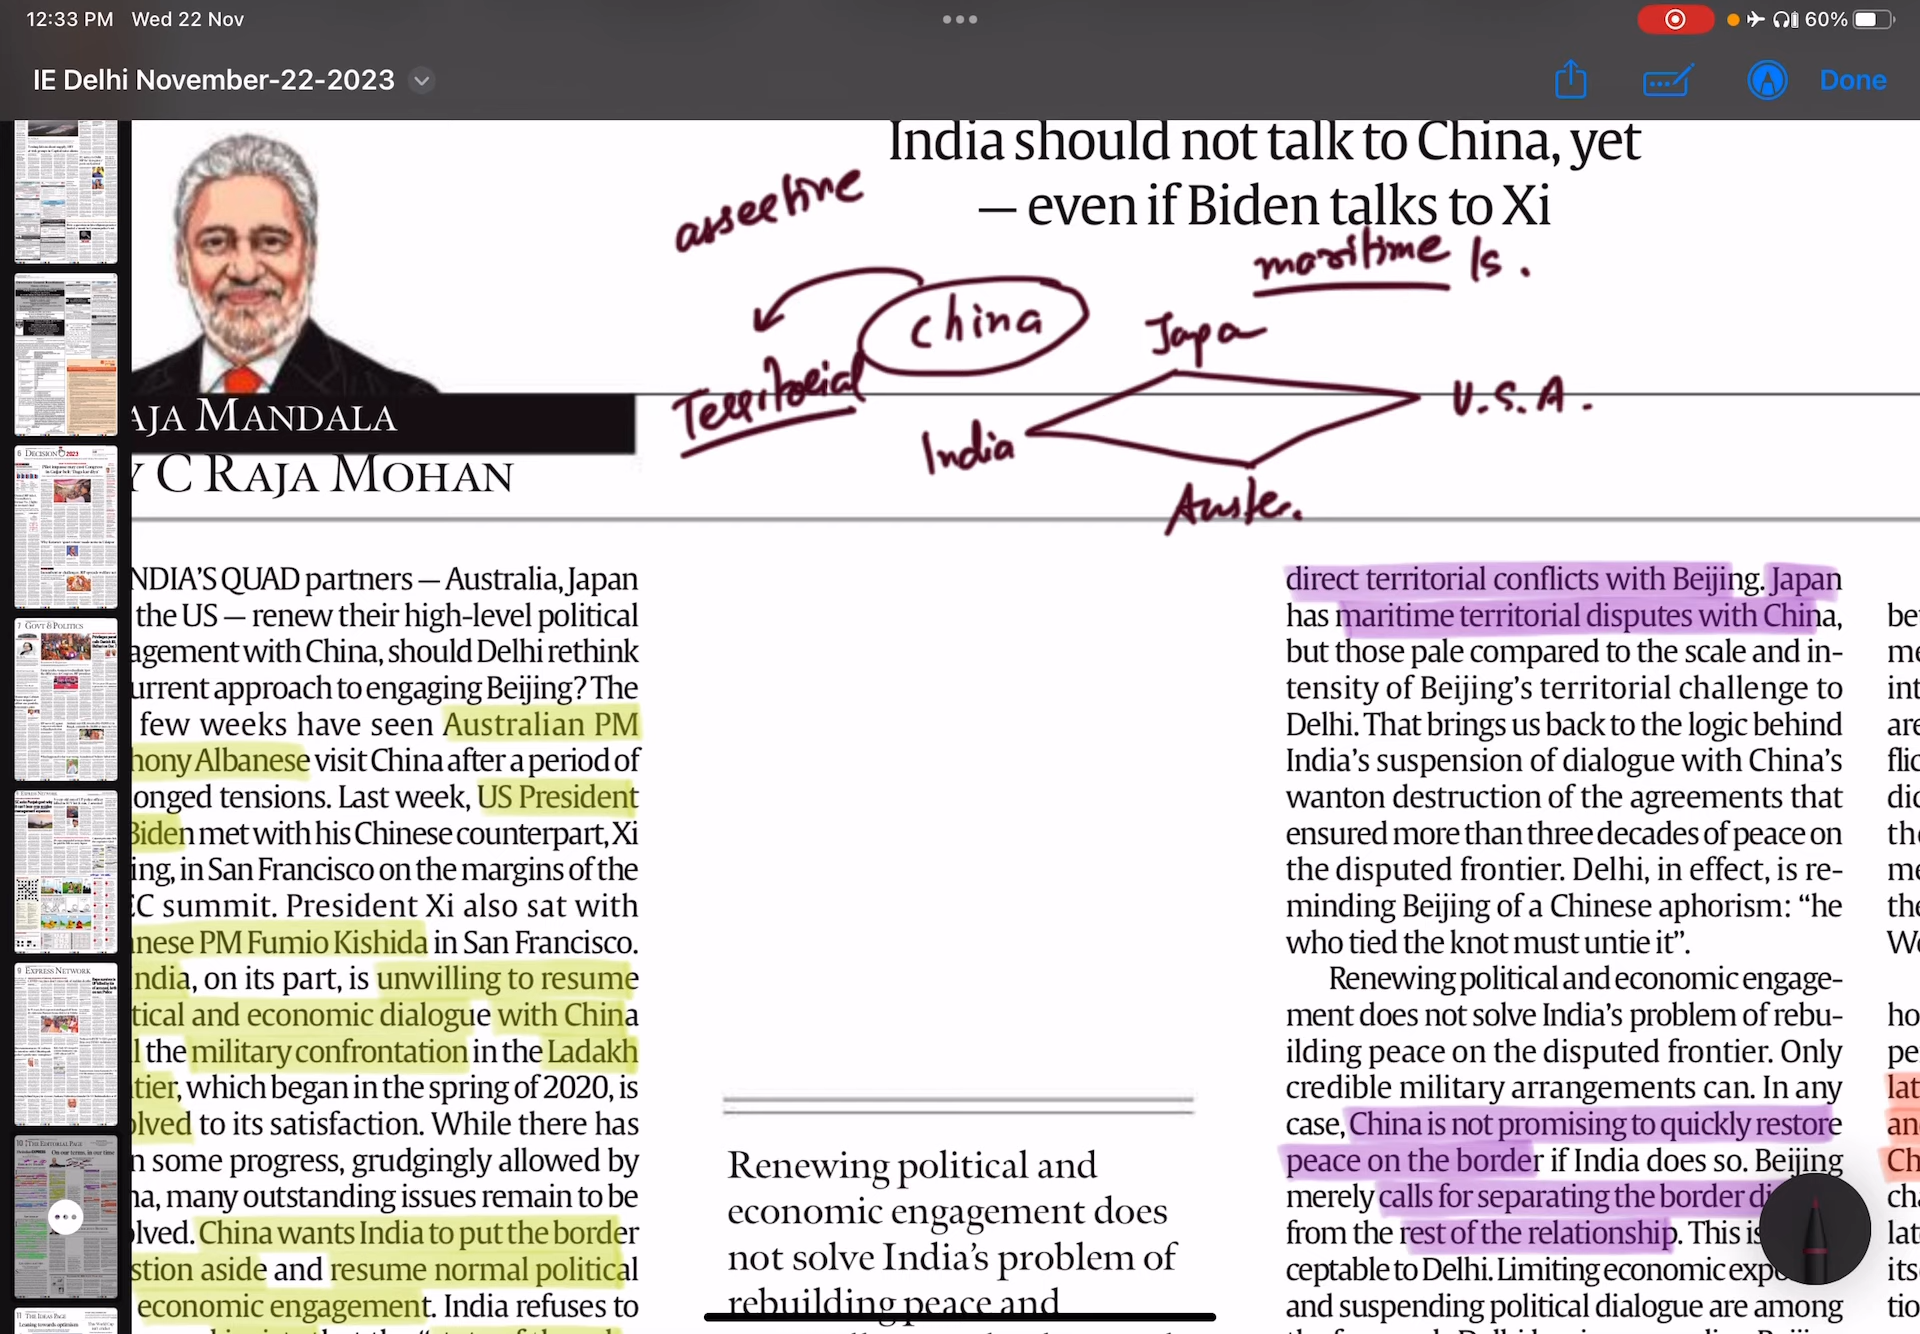 12:33 PM Wed 22 Nov
60%
IE Delhi November-22-2023
Done
India should not talk to China, yet
— even if Biden talks to Xi
assertive
maritime Is.
China
Japa
Territorial
U.S.A.
India
AJA MANDALA
Y C RAJA MOHAN
NDIA'S QUAD partners — Australia, Japan
the US — renew their high-level political
agement with China, should Delhi rethink
urrent approach to engaging Beijing? The
few weeks have seen Australian PM
hony Albanese visit China after a period of
onged tensions. Last week, US President
Biden met with his Chinese counterpart, Xi
ing, in San Francisco on the margins of the
EC summit. President Xi also sat with
nese PM Fumio Kishida in San Francisco.
ndia, on its part, is unwilling to resume
tical and economic dialogue with China
l the military confrontation in the Ladakh
tier, which began in the spring of 2020, is
olved to its satisfaction. While there has
n some progress, grudgingly allowed by
na, many outstanding issues remain to be
olved. China wants India to put the border
stion aside and resume normal political
economic engagement. India refuses to
Renewing political and
economic engagement does
not solve India's problem of
rebuilding peace and
direct territorial conflicts with Beijing. Japan
has maritime territorial disputes with China,
but those pale compared to the scale and in-
tensity of Beijing's territorial challenge to
Delhi. That brings us back to the logic behind
India's suspension of dialogue with China's
wanton destruction of the agreements that
ensured more than three decades of peace on
the disputed frontier. Delhi, in effect, is re-
minding Beijing of a Chinese aphorism: "he
who tied the knot must untie it".
Renewing political and economic engage-
ment does not solve India's problem of rebu-
ilding peace on the disputed frontier. Only
credible military arrangements can. In any
case, China is not promising to quickly restore
peace on the border if India does so. Beijing
merely calls for separating the border di
from the rest of the relationship. This is
ceptable to Delhi. Limiting economic expo
and suspending political dialogue are among